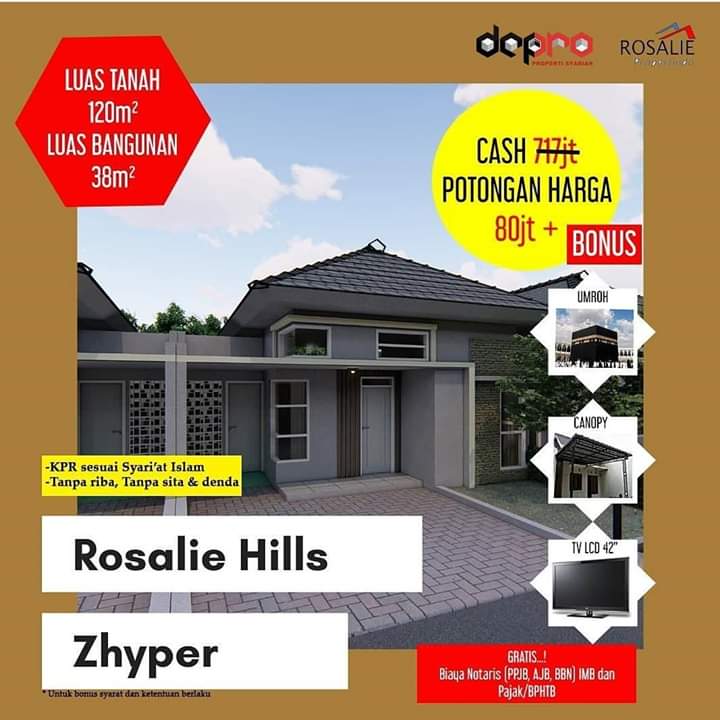 depro
PROPERTI SYARIAH
ROSALIE
LUAS TANAH
120m²
LUAS BANGUNAN
38m²
CASH 717jt
POTONGAN HARGA
80jt +
BONUS
UMROH
CANOPY
TV LCD 42"
-KPR sesuai Syari'at Islam
-Tanpa riba, Tanpa sita & denda
Rosalie Hills
Zhyper
* Untuk bonus syarat dan ketentuan berlaku
GRATIS...!
Biaya Notaris (PPJB, AJB, BBN) IMB dan
Pajak/BPHTB